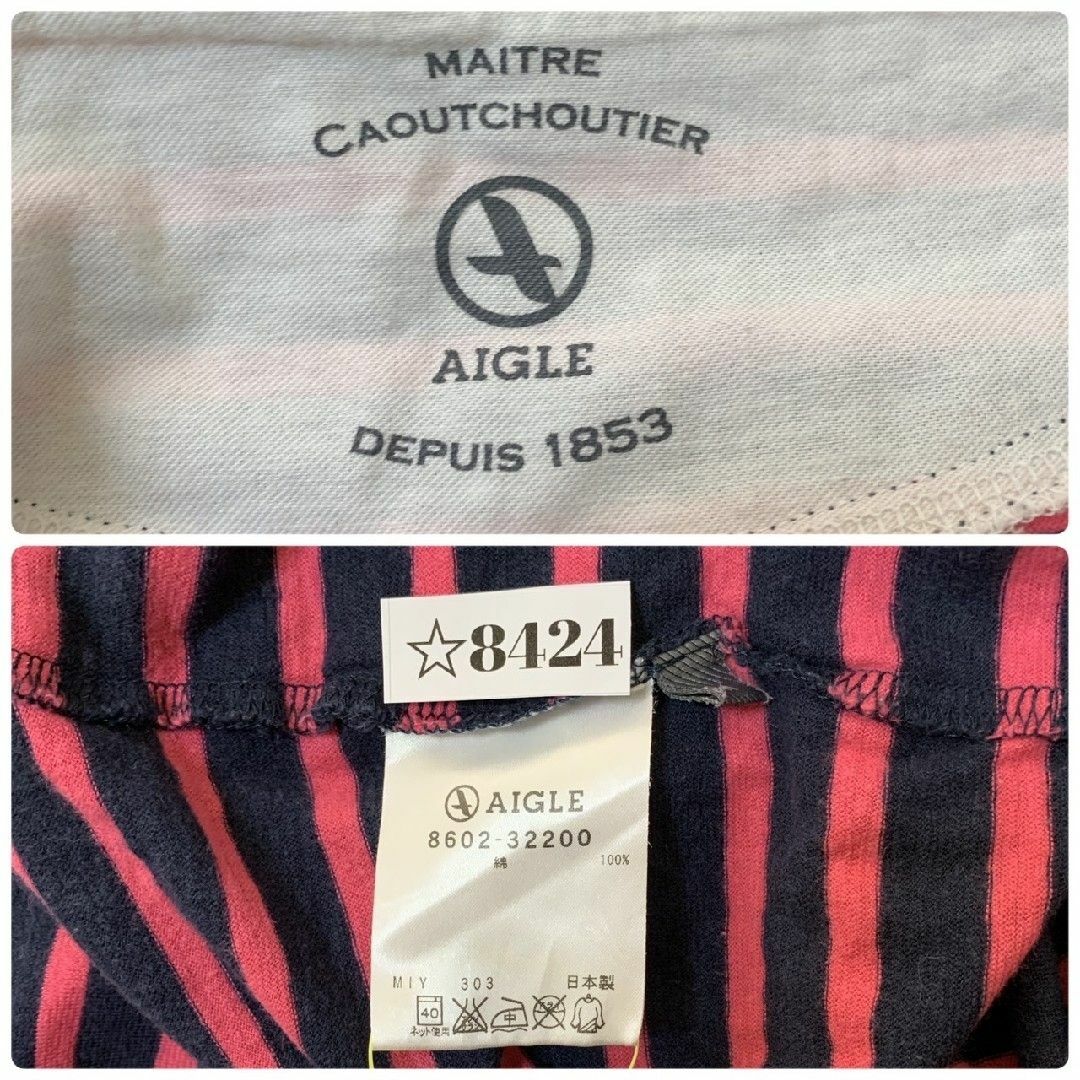 MAITRE
CAOUTCHOUTIER
AIGLE
DEPUIS 1853
☆8424
AIGLE
8602-32200
綿 100%
MIY 303 日本製
40 中
ネット使用